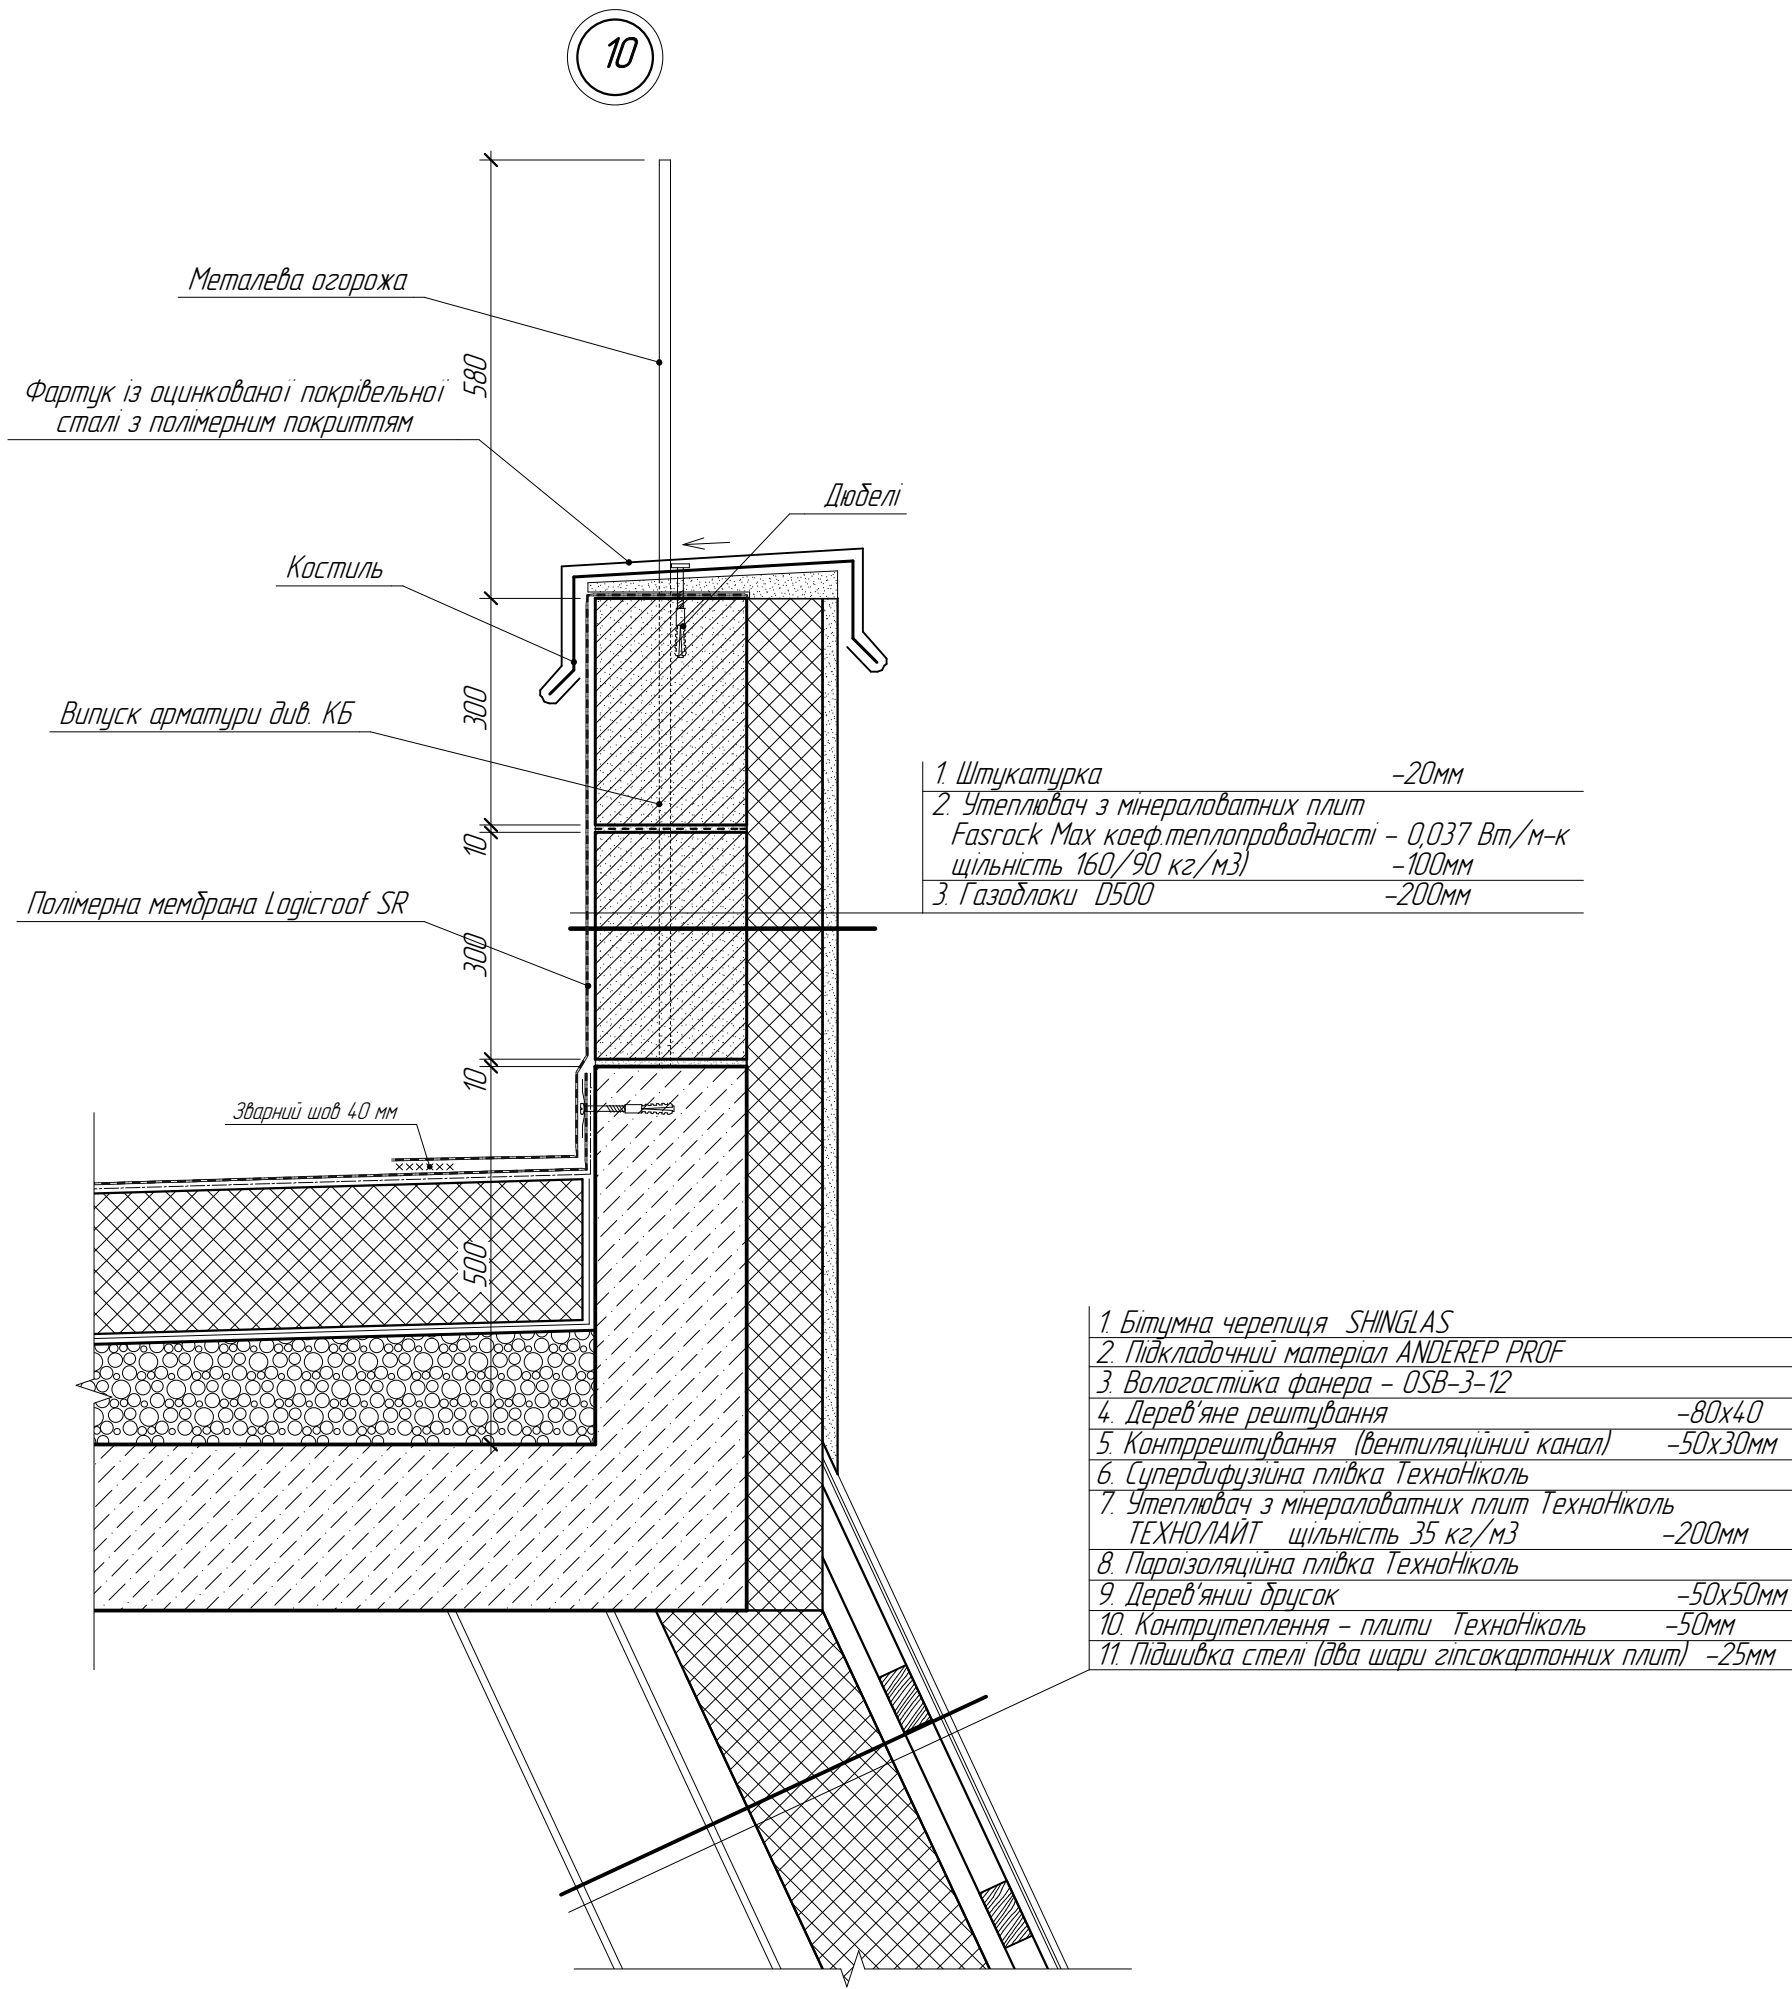 10
Металева огорожа
580
Фартук із оцинкованої покрівельної
сталі з полімерним покриттям
Дюбелі
Костиль
300
Випуск арматури див. КБ
10
1. Штукатурка -20мм
2. Утеплювач з мінераловатних плит
Fasrock Max коеф.теплопроводності - 0,037 Вт/м-к
щільність 160/90 кг/м3) -100мм
3. Газоблоки D500 -200мм
Полімерна мембрана Logicroof SR
300
10
Зварний шов 40 мм
500
1. Бітумна черепиця SHINGLAS
2. Підкладочний матеріал ANDEREP PROF
3. Вологостійка фанера - OSB-3-12
4. Дерев'яне рештування -80х40
5. Контррештування (вентиляційний канал) -50х30мм
6. Супердифузійна плівка ТехноНіколь
7. Утеплювач з мінераловатних плит ТехноНіколь
ТЕХНОЛАЙТ щільність 35 кг/м3 -200мм
8. Пароізоляційна плівка ТехноНіколь
9. Дерев'яний брусок -50х50мм
10. Контрутеплення - плити ТехноНіколь -50мм
11. Підшивка стелі (два шари гіпсокартонних плит) -25мм